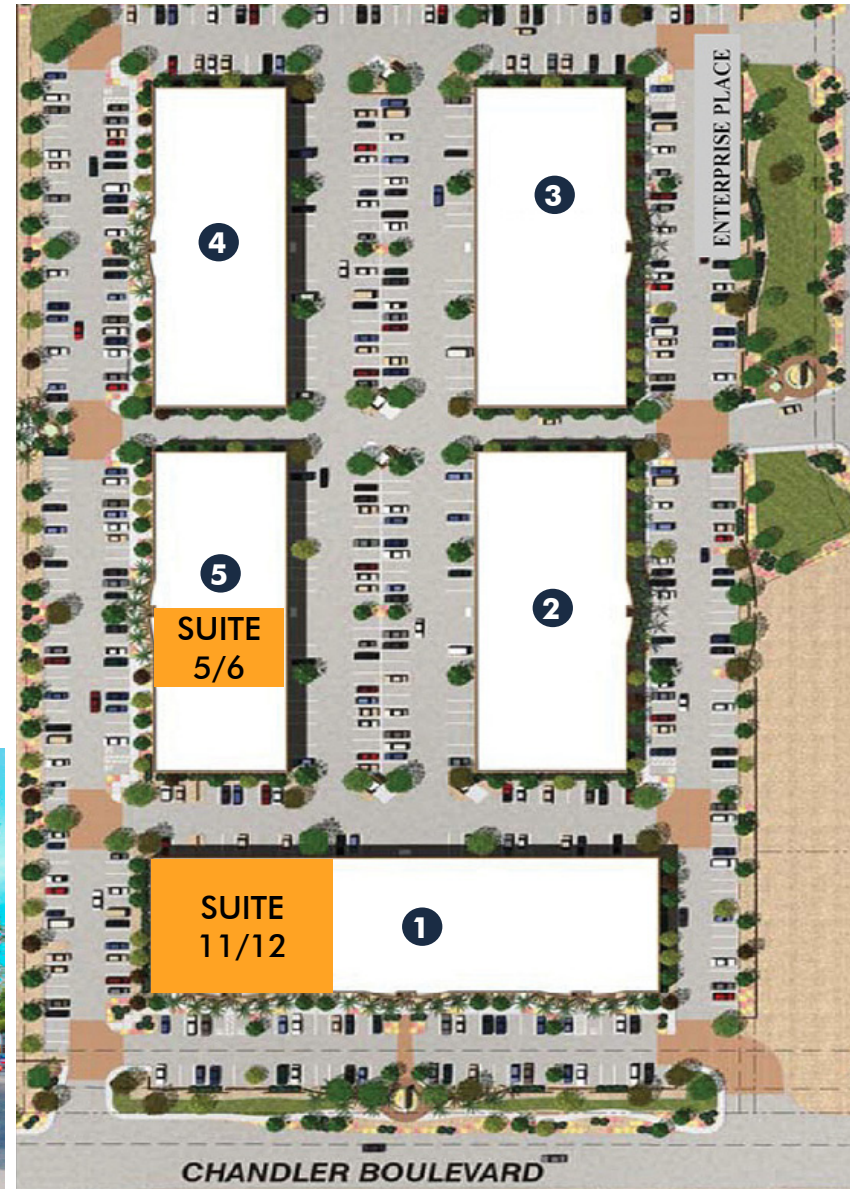 ENTERPRISE PLACE
3
4
5
SUITE
5/6
2
SUITE
11/12
1
CHANDLER BOULEVARD